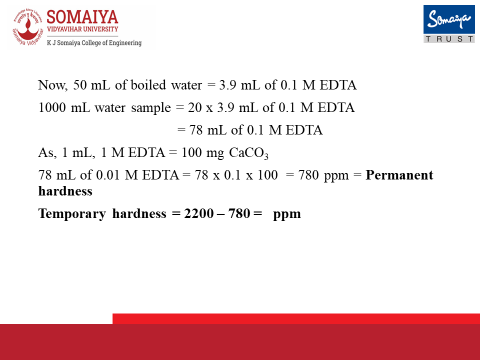 SOMAIYA
VIDYAVIHAR UNIVERSITY
K J Somaiya College of Engineering
Somaiya
TRUST
Now, 50 mL of boiled water = 3.9 mL of 0.1 M EDTA
1000 mL water sample = 20 x 3.9 mL of 0.1 M EDTA
= 78 mL of 0.1 M EDTA
As, 1 mL, 1 M EDTA = 100 mg CaCO₃
78 mL of 0.01 M EDTA = 78 x 0.1 x 100 = 780 ppm = Permanent
hardness
Temporary hardness = 2200 – 780 = ppm